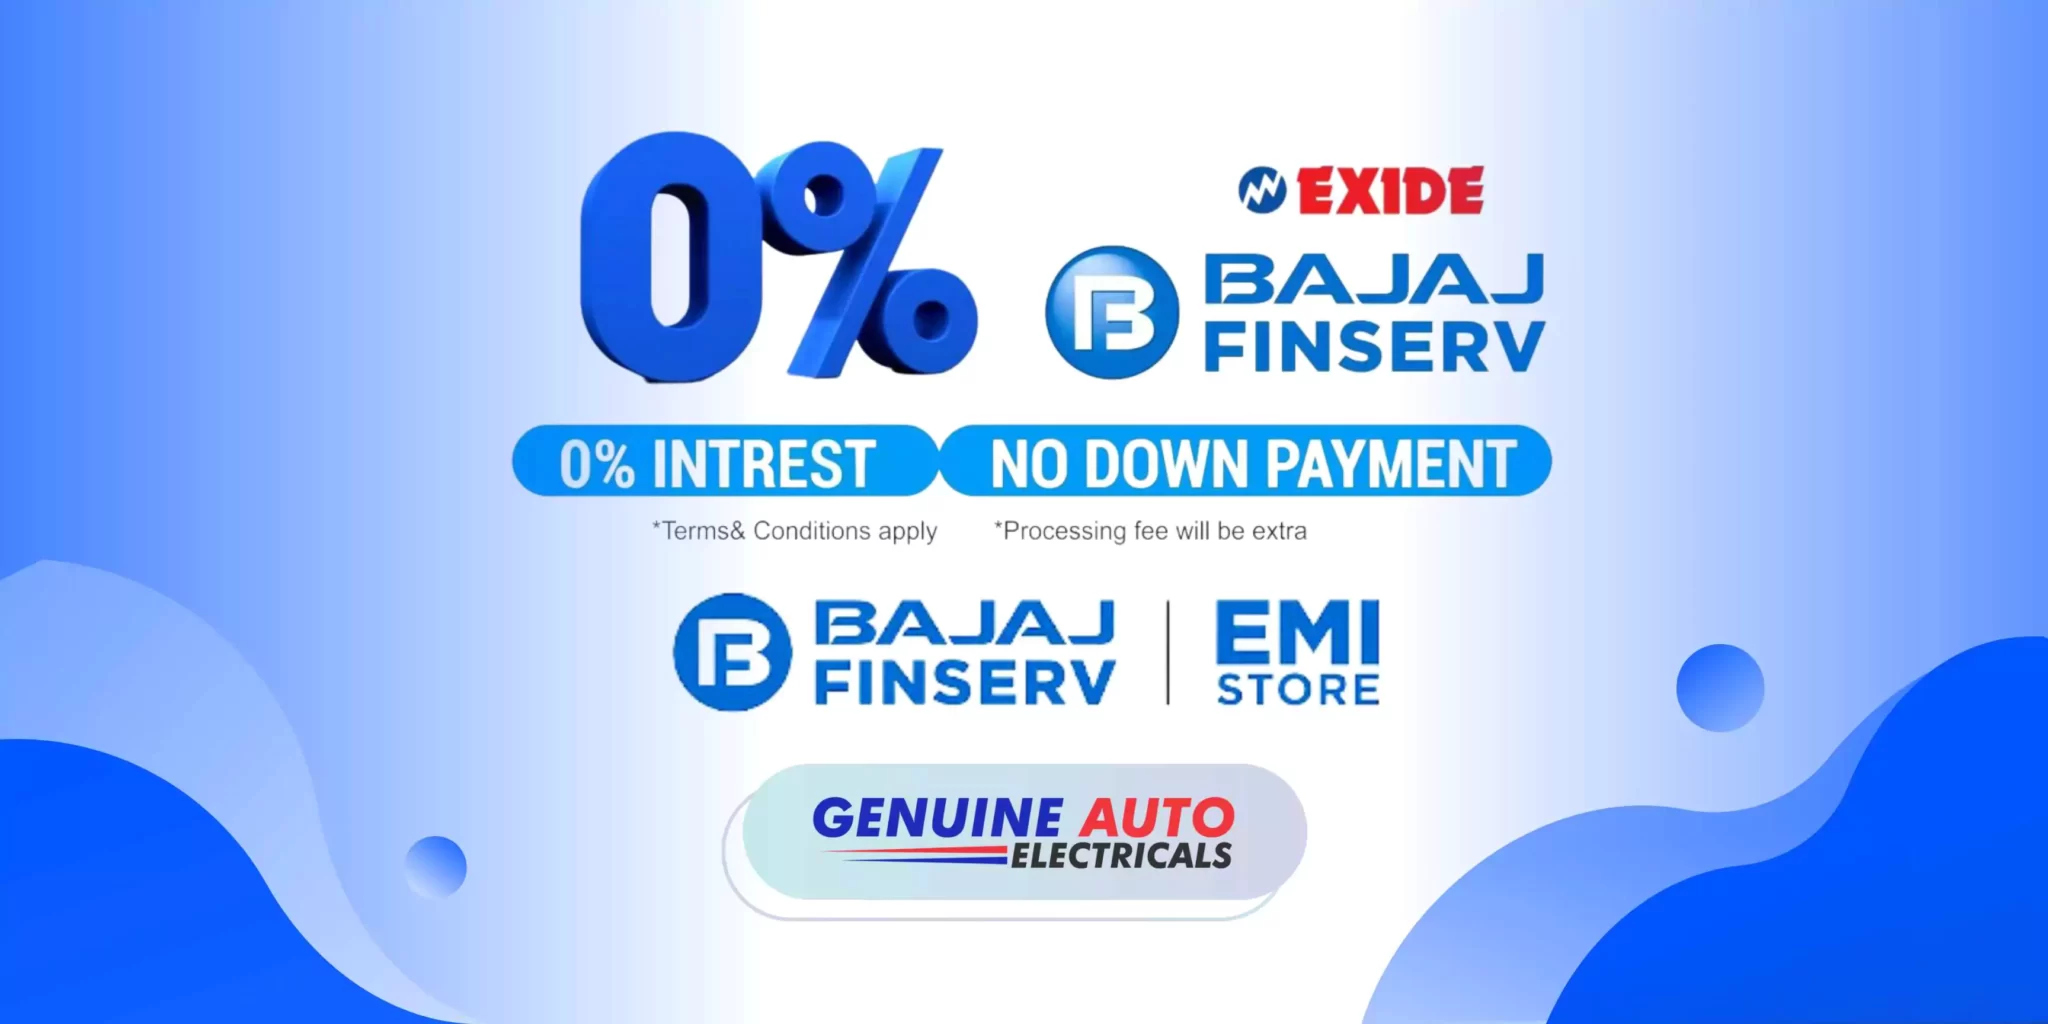 0%
EXIDE
BAJAJ
FINSERV
0% INTREST
NO DOWN PAYMENT
*Terms& Conditions apply
*Processing fee will be extra
BAJAJ
FINSERV
EMI
STORE
GENUINE AUTO
ELECTRICALS